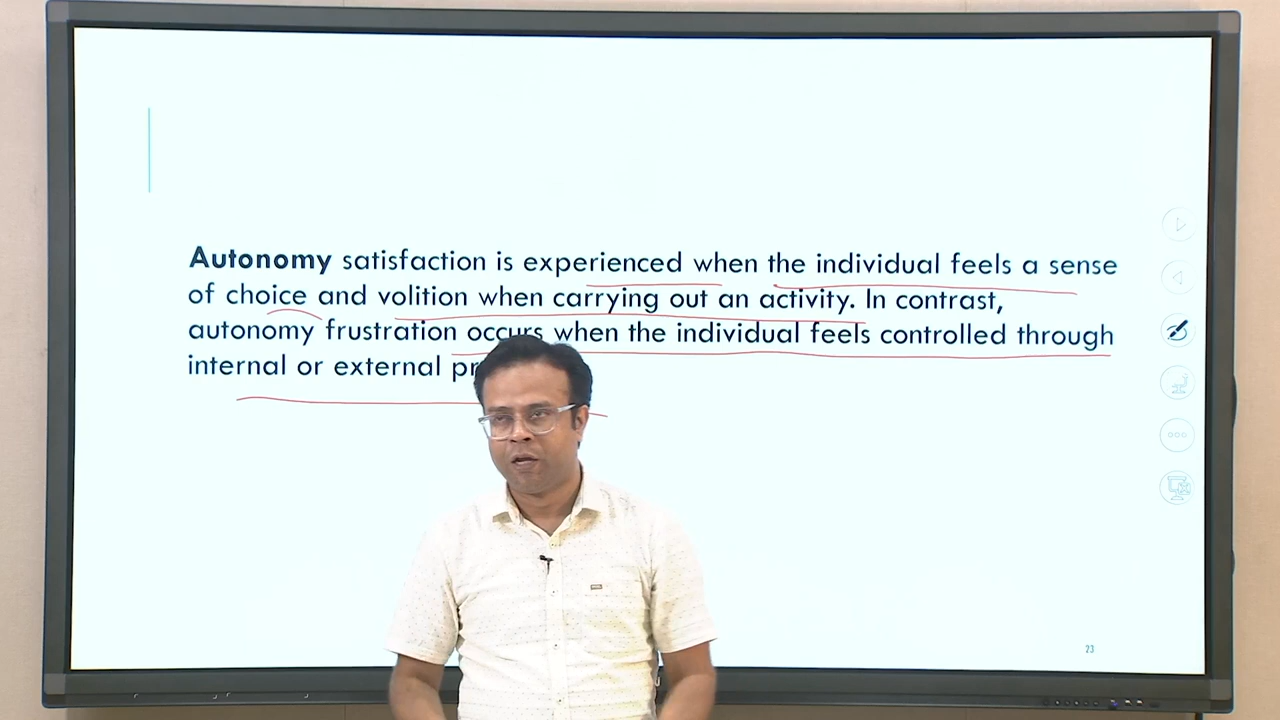 Autonomy satisfaction is experienced when the individual feels a sense
of choice and volition when carrying out an activity. In contrast,
autonomy frustration occurs when the individual feels controlled through
internal or external
23